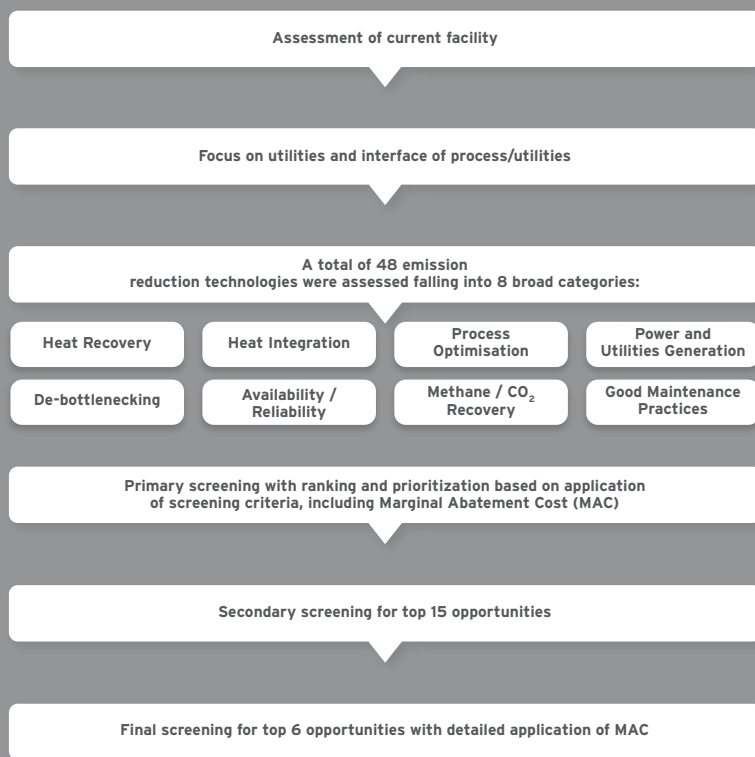 Assessment of current facility
Focus on utilities and interface of process/utilities
A total of 48 emission
reduction technologies were assessed falling into 8 broad categories:
Heat Recovery
Heat Integration
Process
Optimisation
Power and
Utilities Generation
De-bottlenecking
Availability /
Reliability
Methane / CO₂
Recovery
Good Maintenance
Practices
Primary screening with ranking and prioritization based on application
of screening criteria, including Marginal Abatement Cost (MAC)
Secondary screening for top 15 opportunities
Final screening for top 6 opportunities with detailed application of MAC